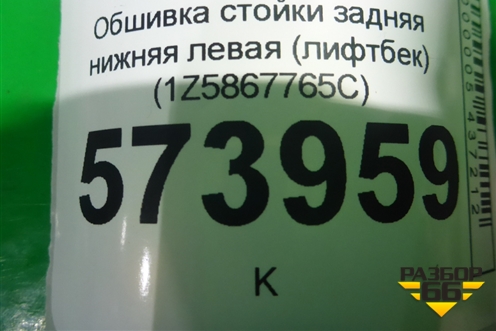 Обшивка стойки задняя
нижняя левая (лифтбек)
(1Z5867765C)
573959
К
РАЗБОР
66